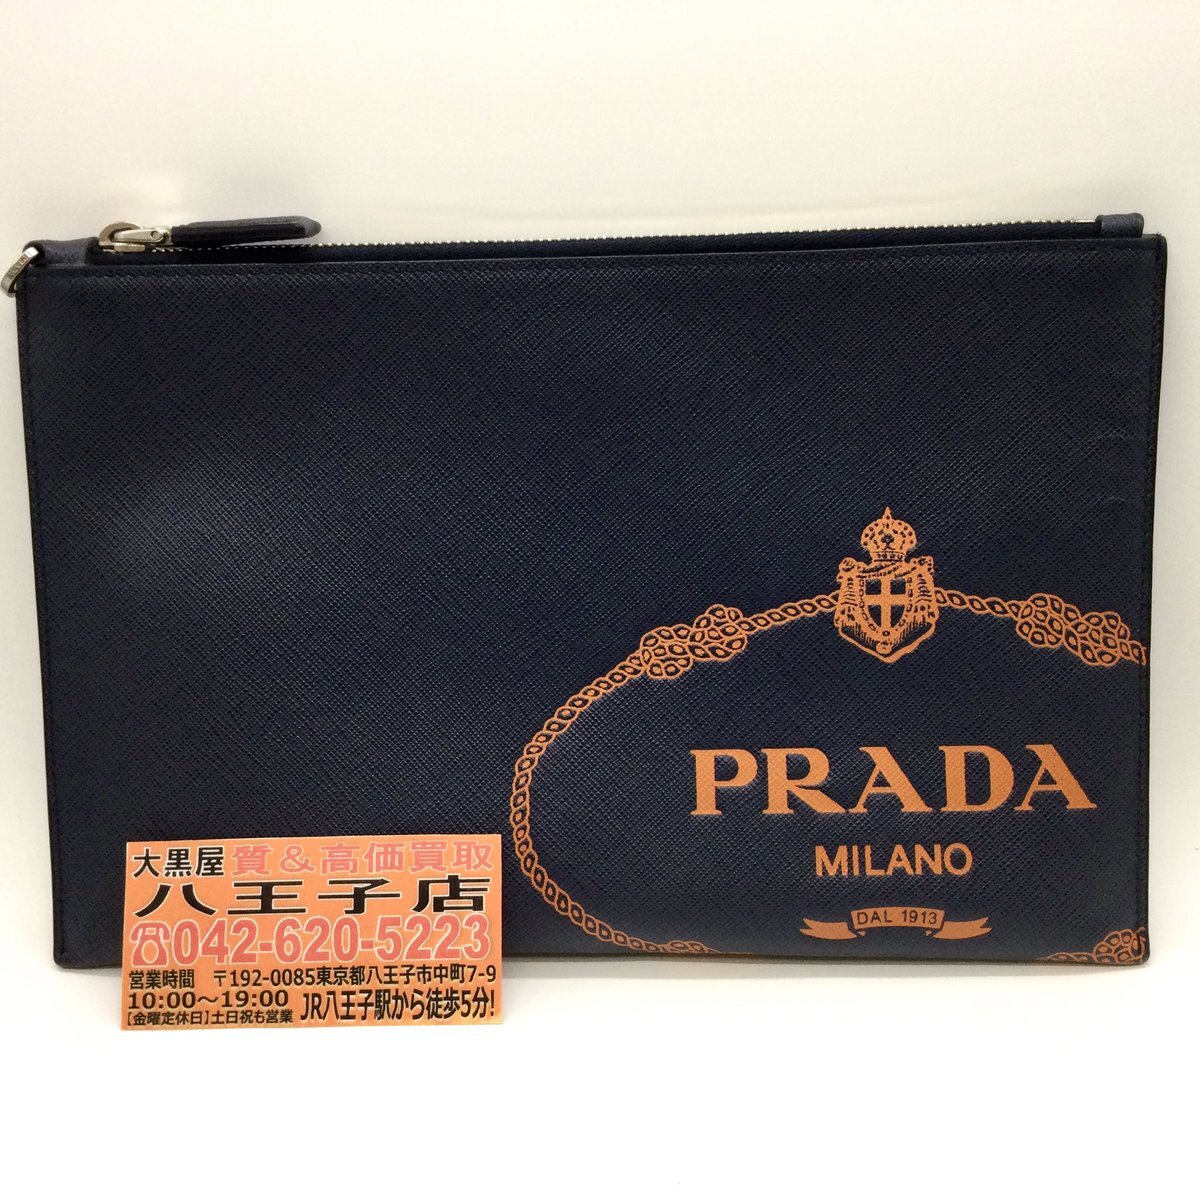 PRADA
MILANO
DAL 1913
大黒屋 質&高価買取
八王子店
☎042-620-5223
営業時間 〒192-0085東京都八王子市中町7-9
10:00～19:00 JR八王子駅から徒歩5分!
【金曜定休日】土日祝も営業